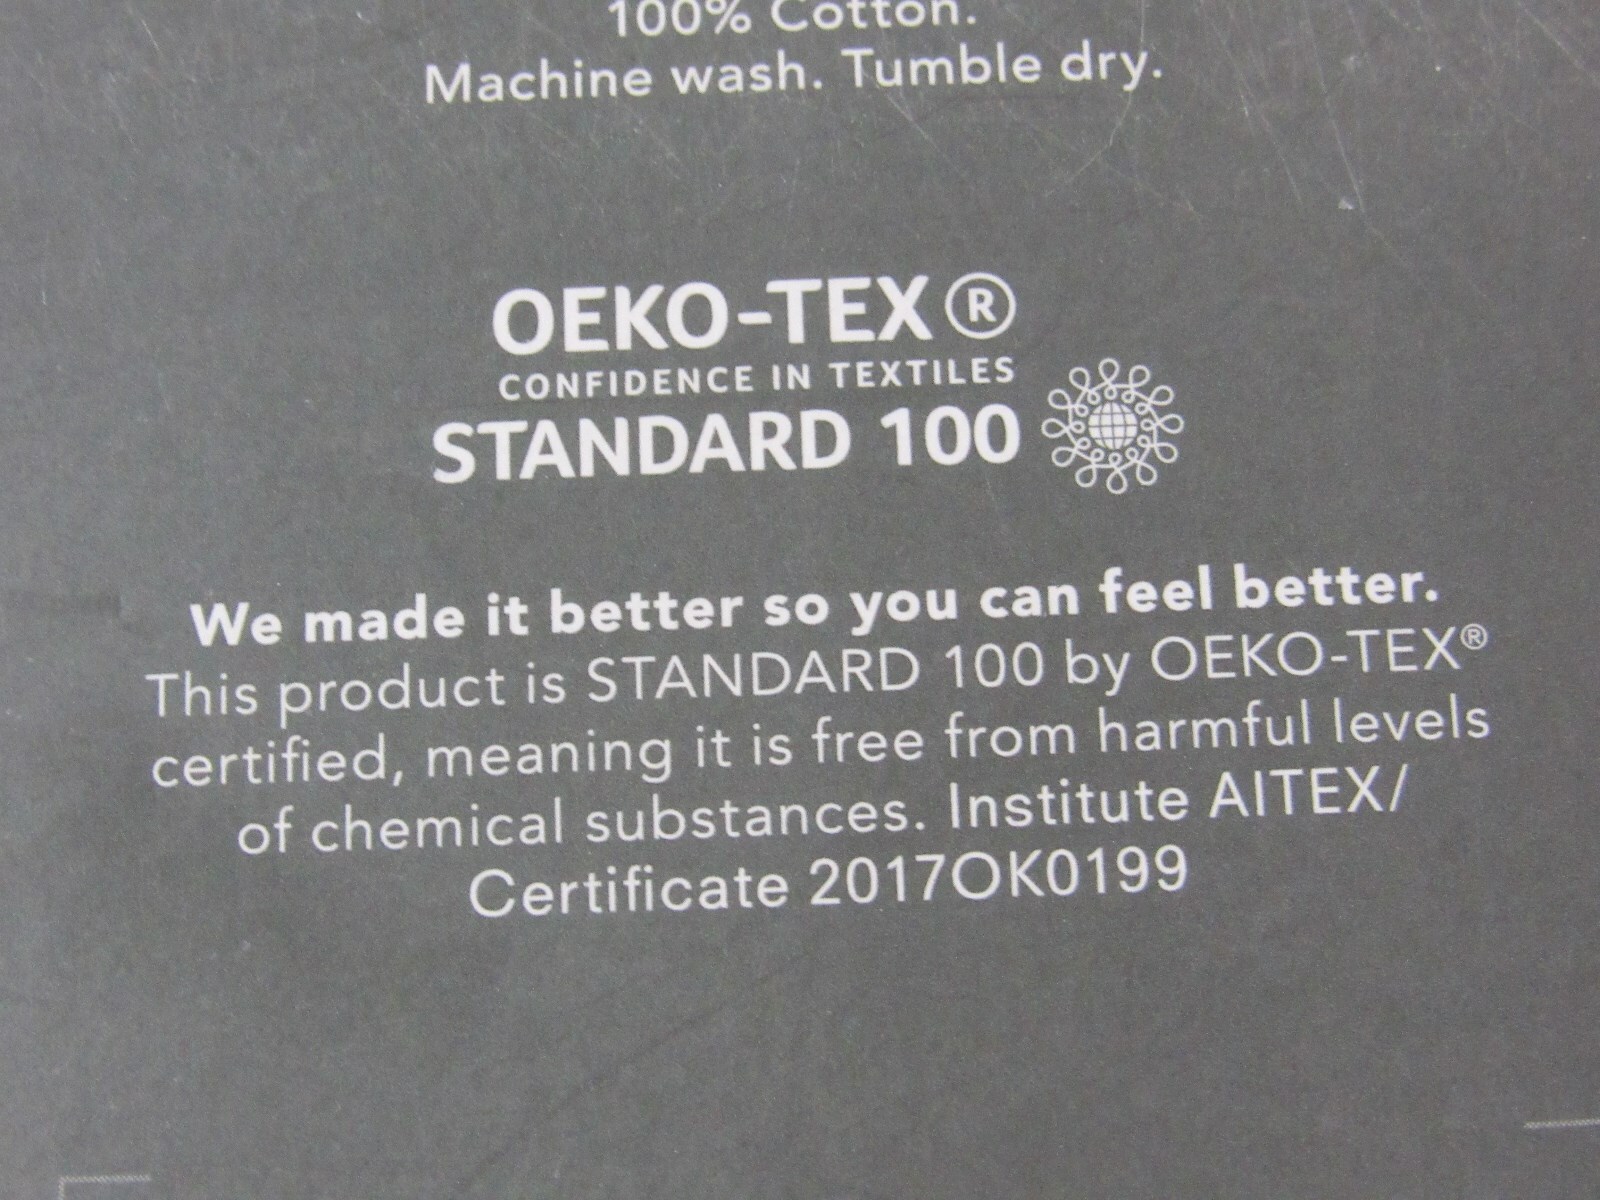 100% Cotton.
Machine wash. Tumble dry.
OEKO-TEX®
CONFIDENCE IN TEXTILES
STANDARD 100
We made it better so you can feel better.
This product is STANDARD 100 by OEKO-TEX®
certified, meaning it is free from harmful levels
of chemical substances. Institute AITEX/
Certificate 2017OK0199